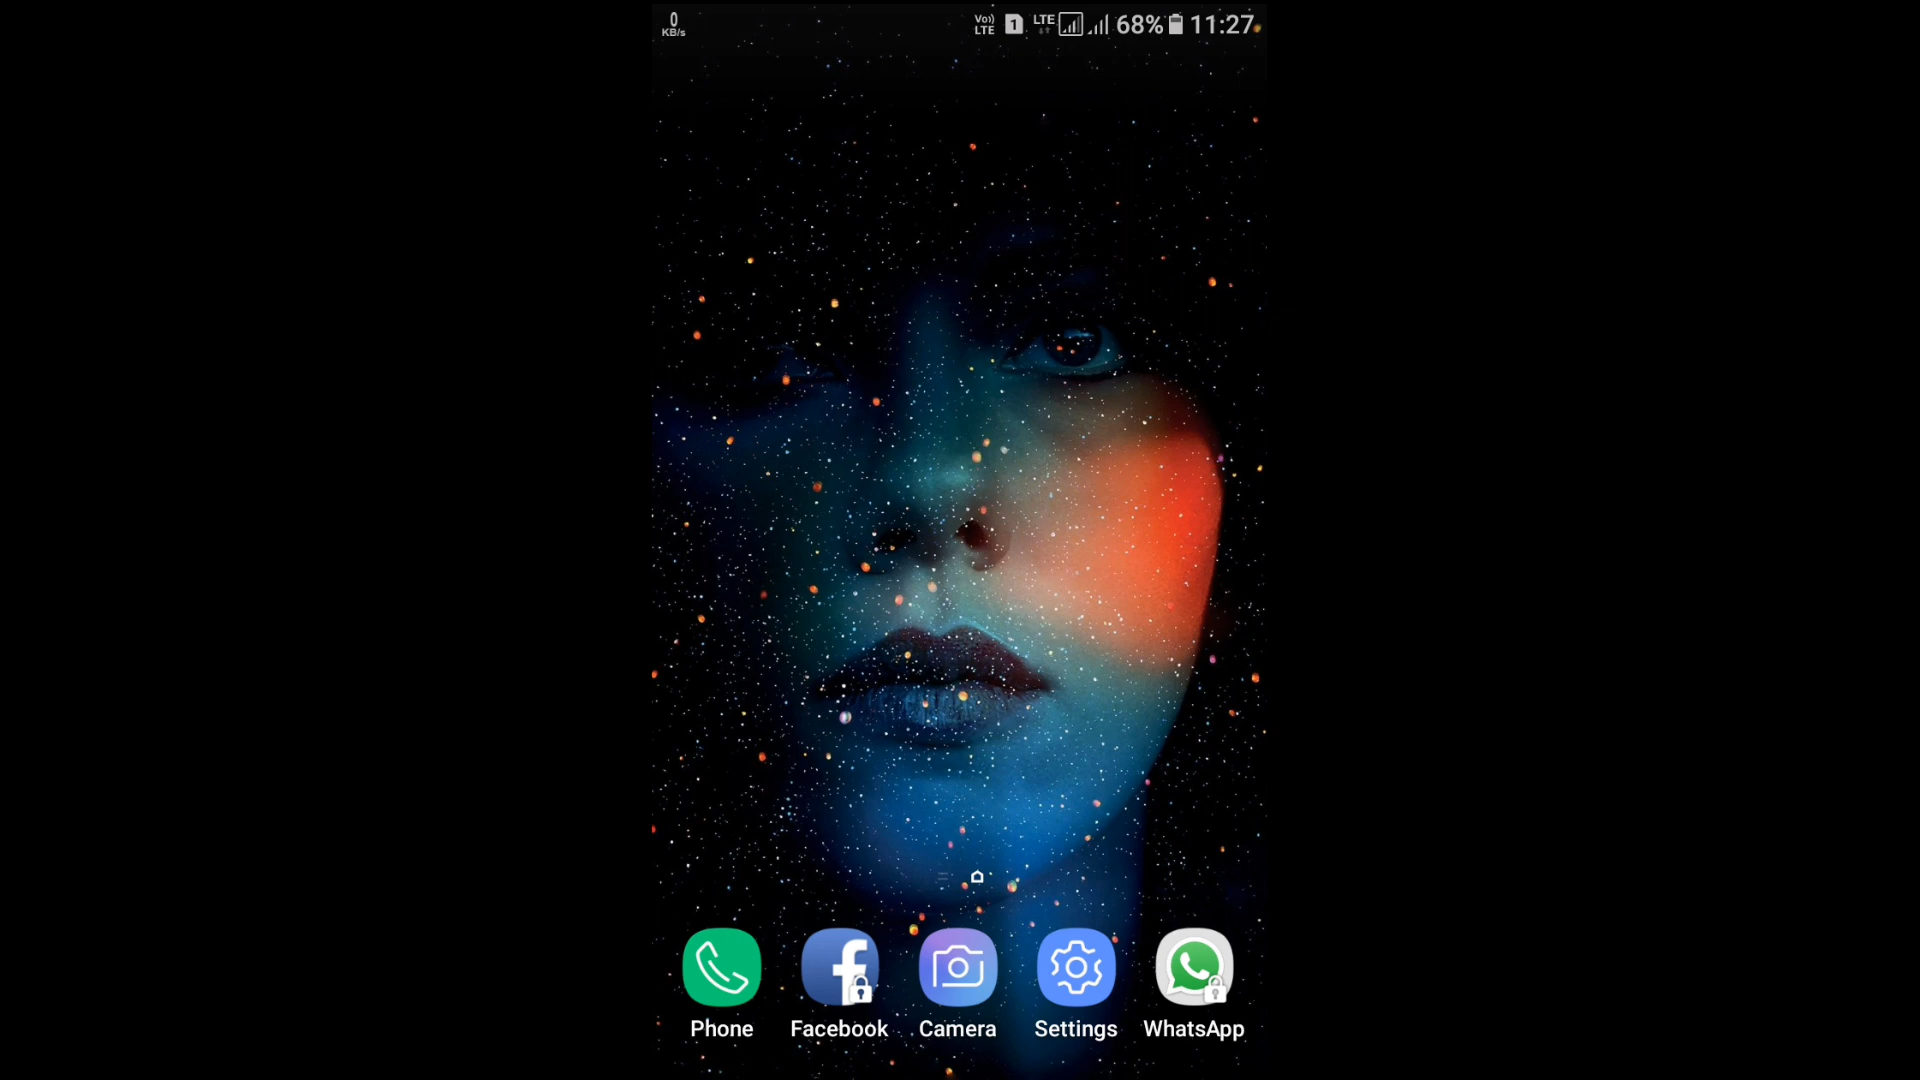 0
KB/s
Vo))
LTE
1
LTE
68%
11:27
Phone
Facebook
Camera
Settings
WhatsApp